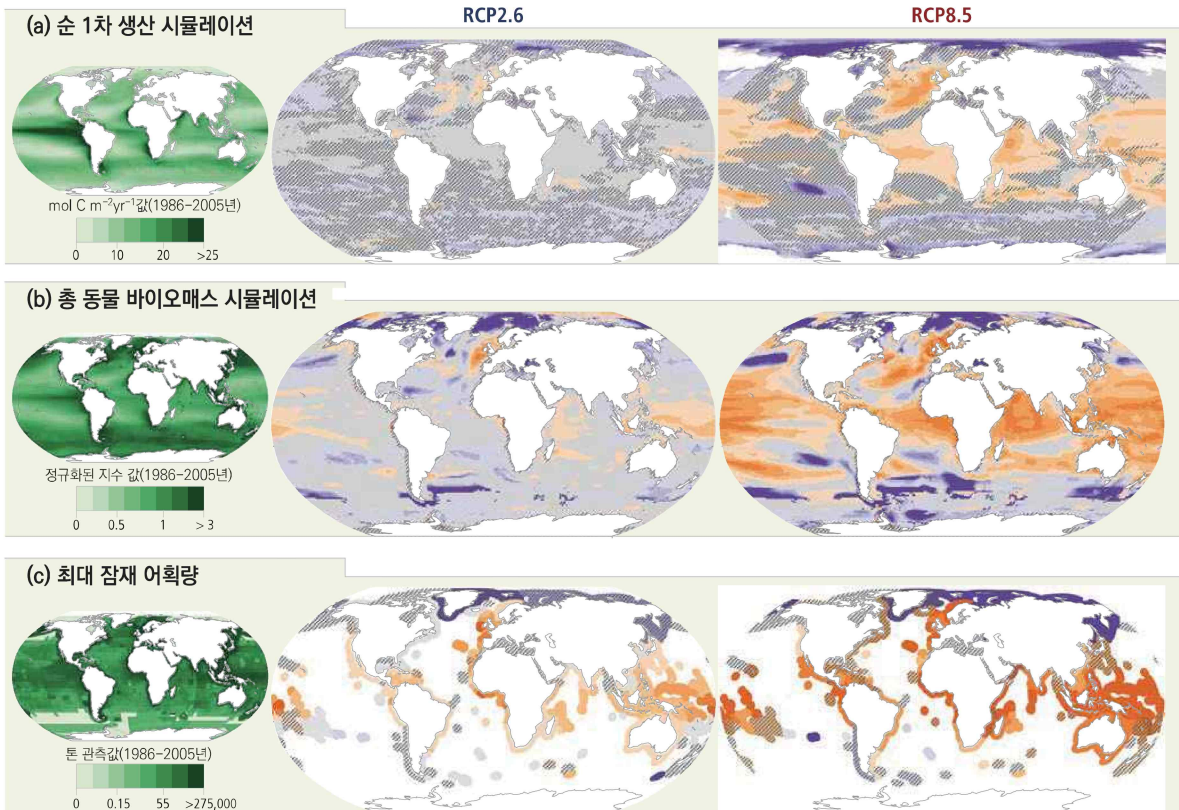 RCP2.6
RCP8.5
(a) 순 1차 생산 시뮬레이션
mol C m⁻²yr⁻¹값(1986-2005년)
0 10 20 >25
(b) 총 동물 바이오매스 시뮬레이션
정규화된 지수 값(1986-2005년)
0 0.5 1 > 3
(c) 최대 잠재 어획량
톤 관측값(1986-2005년)
0 0.15 55 >275,000